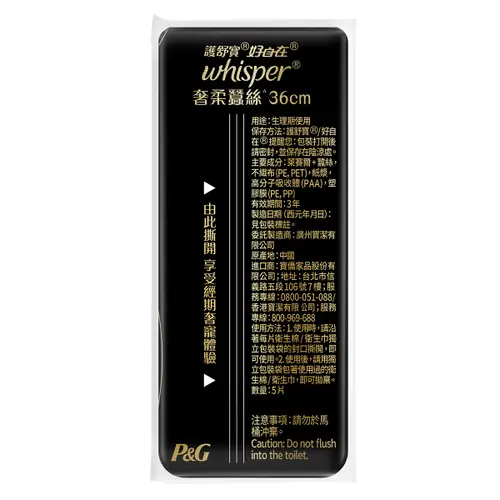 護舒寶® 好自在®
whisper®
奢柔蠶絲^ 36cm
由此撕開 享受經期奢寵體驗
用途：生理期使用
保存方法：護舒寶®/好自
在®提醒您：包裝打開後
請密封，並保存在陰涼處。
主要成分：萊賽爾+蠶絲，
不織布(PE, PET)，紙漿，
高分子吸收體(PAA)，塑
膠膜(PE, PP)
有效期間：3年
製造日期（西元年月日）：
見包裝標註。
委託製造商：廣州寶潔有
限公司
原產地：中國
進口商：寶僑家品股份有
限公司；地址：台北市信
義路五段106號7樓；服
務專線：0800-051-088/
香港寶潔有限公司；服務
專線：800-969-688
使用方法：1.使用時，請沿
著每片衛生棉/衛生巾獨
立包裝袋的封口撕開，即
可使用。2.使用後，請用獨
立包裝袋包著使用過的衛
生棉/衛生巾，即可拋棄。
數量：5片
注意事項：請勿於馬
桶沖棄。
Caution: Do not flush
into the toilet.
P&G